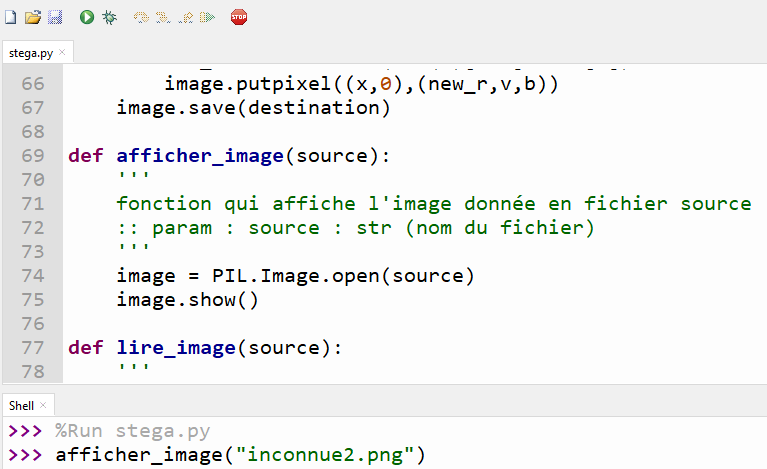 STOP
stega.py ×
66 image.putpixel((x,0),(new_r,v,b))
67 image.save(destination)
68
69 def afficher_image(source):
70 '''
71 fonction qui affiche l'image donnée en fichier source
72 :: param : source : str (nom du fichier)
73 '''
74 image = PIL.Image.open(source)
75 image.show()
76
77 def lire_image(source):
78 '''
Shell ×
>>> %Run stega.py
>>> afficher_image("inconnue2.png")